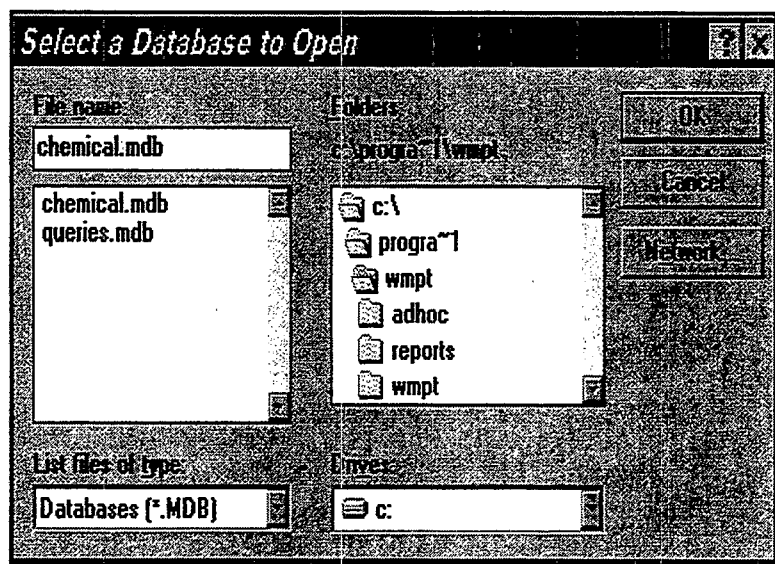 Select a Database to Open
File name
chemical.mdb
chemical.mdb
queries.mdb
List files of type:
Databases (*.MDB)
Folders
c:\progra~1\wmpt
c:\
progra~1
wmpt
adhoc
reports
wmpt
Drives:
c:
OK
Cancel
Network...